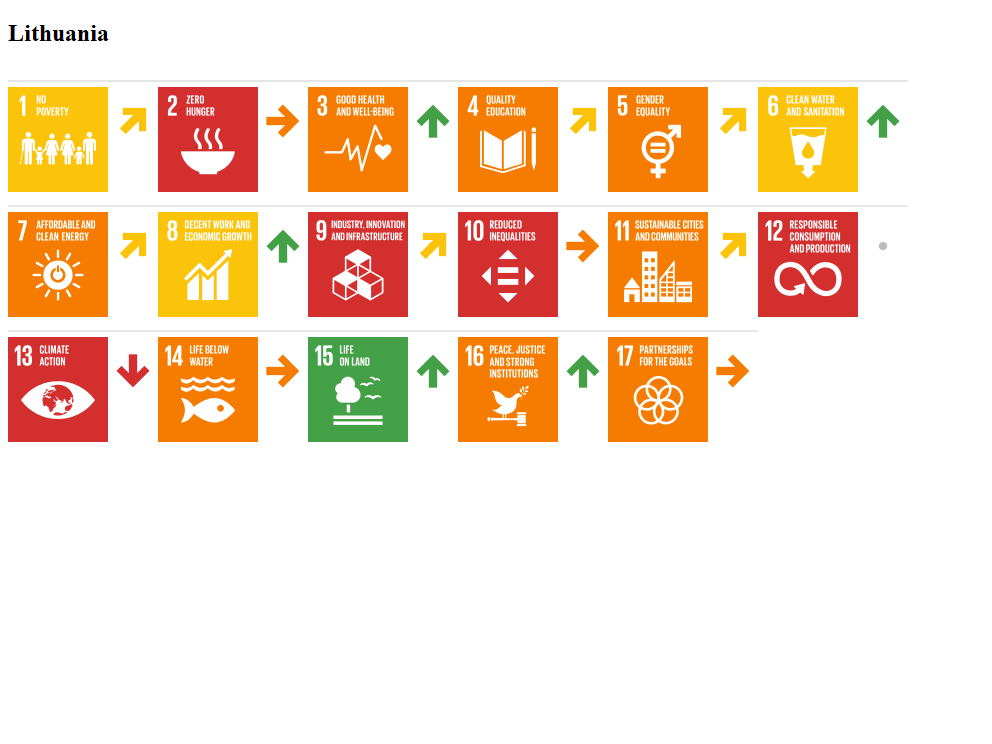 Lithuania
1 NO
POVERTY
2 ZERO
HUNGER
3 GOOD HEALTH
AND WELL-BEING
4 QUALITY
EDUCATION
5 GENDER
EQUALITY
6 CLEAN WATER
AND SANITATION
7 AFFORDABLE AND
CLEAN ENERGY
8 DECENT WORK AND
ECONOMIC GROWTH
9 INDUSTRY, INNOVATION
AND INFRASTRUCTURE
10 REDUCED
INEQUALITIES
11 SUSTAINABLE CITIES
AND COMMUNITIES
12 RESPONSIBLE
CONSUMPTION
AND PRODUCTION
13 CLIMATE
ACTION
14 LIFE BELOW
WATER
15 LIFE
ON LAND
16 PEACE, JUSTICE
AND STRONG
INSTITUTIONS
17 PARTNERSHIPS
FOR THE GOALS